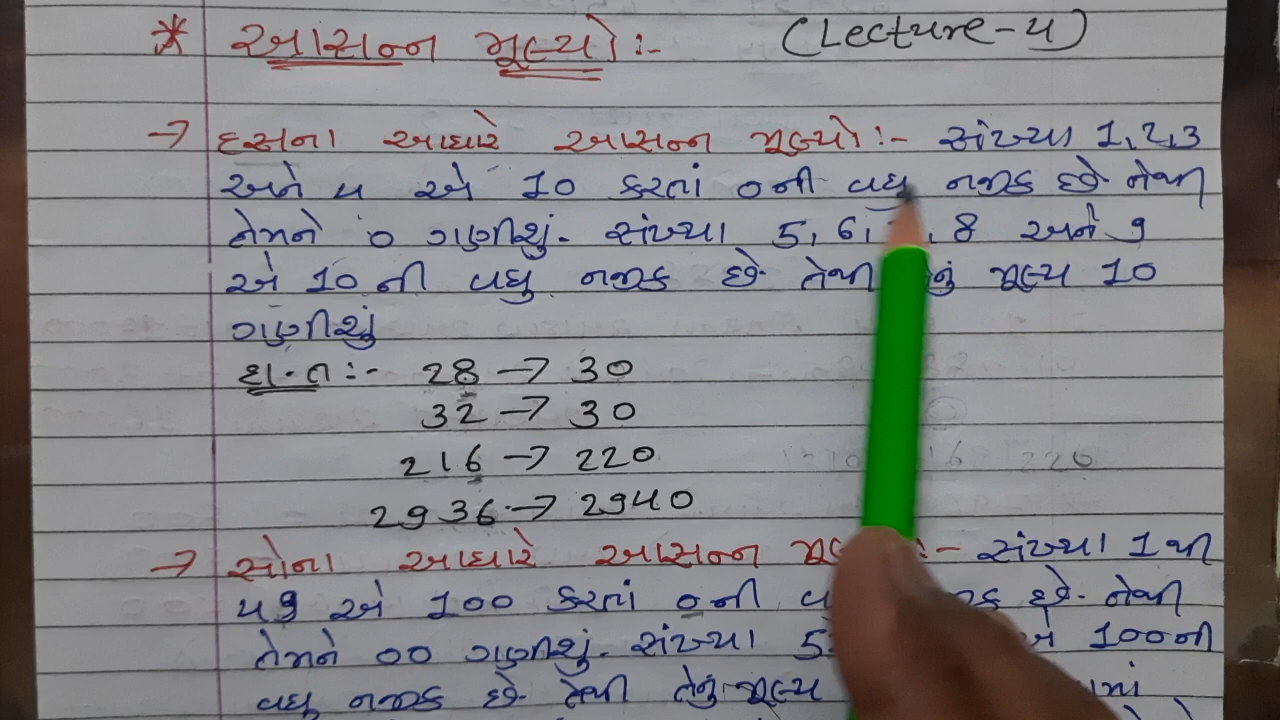 * આસન્ન મૂલ્યો :- (Lecture-4)
→ દસના આધારે આસન્ન મૂલ્યો :- સંખ્યા 1, 2, 3
અને 4 એ 10 કરતાં 0ની વધુ નજીક છે તેથી
તેમને 0 ગણીશું. સંખ્યા 5, 6, , 8 અને 9
એ 10 ની વધુ નજીક છે તેથી મૂલ્ય 10
ગણીશું
દા.ત :- 28 → 30
32 → 30
216 → 220
2936 → 2940
→ સોના આધારે આસન્ન :- સંખ્યા 1થી
49 એ 100 કરતાં 0ની છે તેથી
તેમને 00 ગણીશું. સંખ્યા 100ની
વધુ નજીક છે તેથી તેનું મૂલ્ય